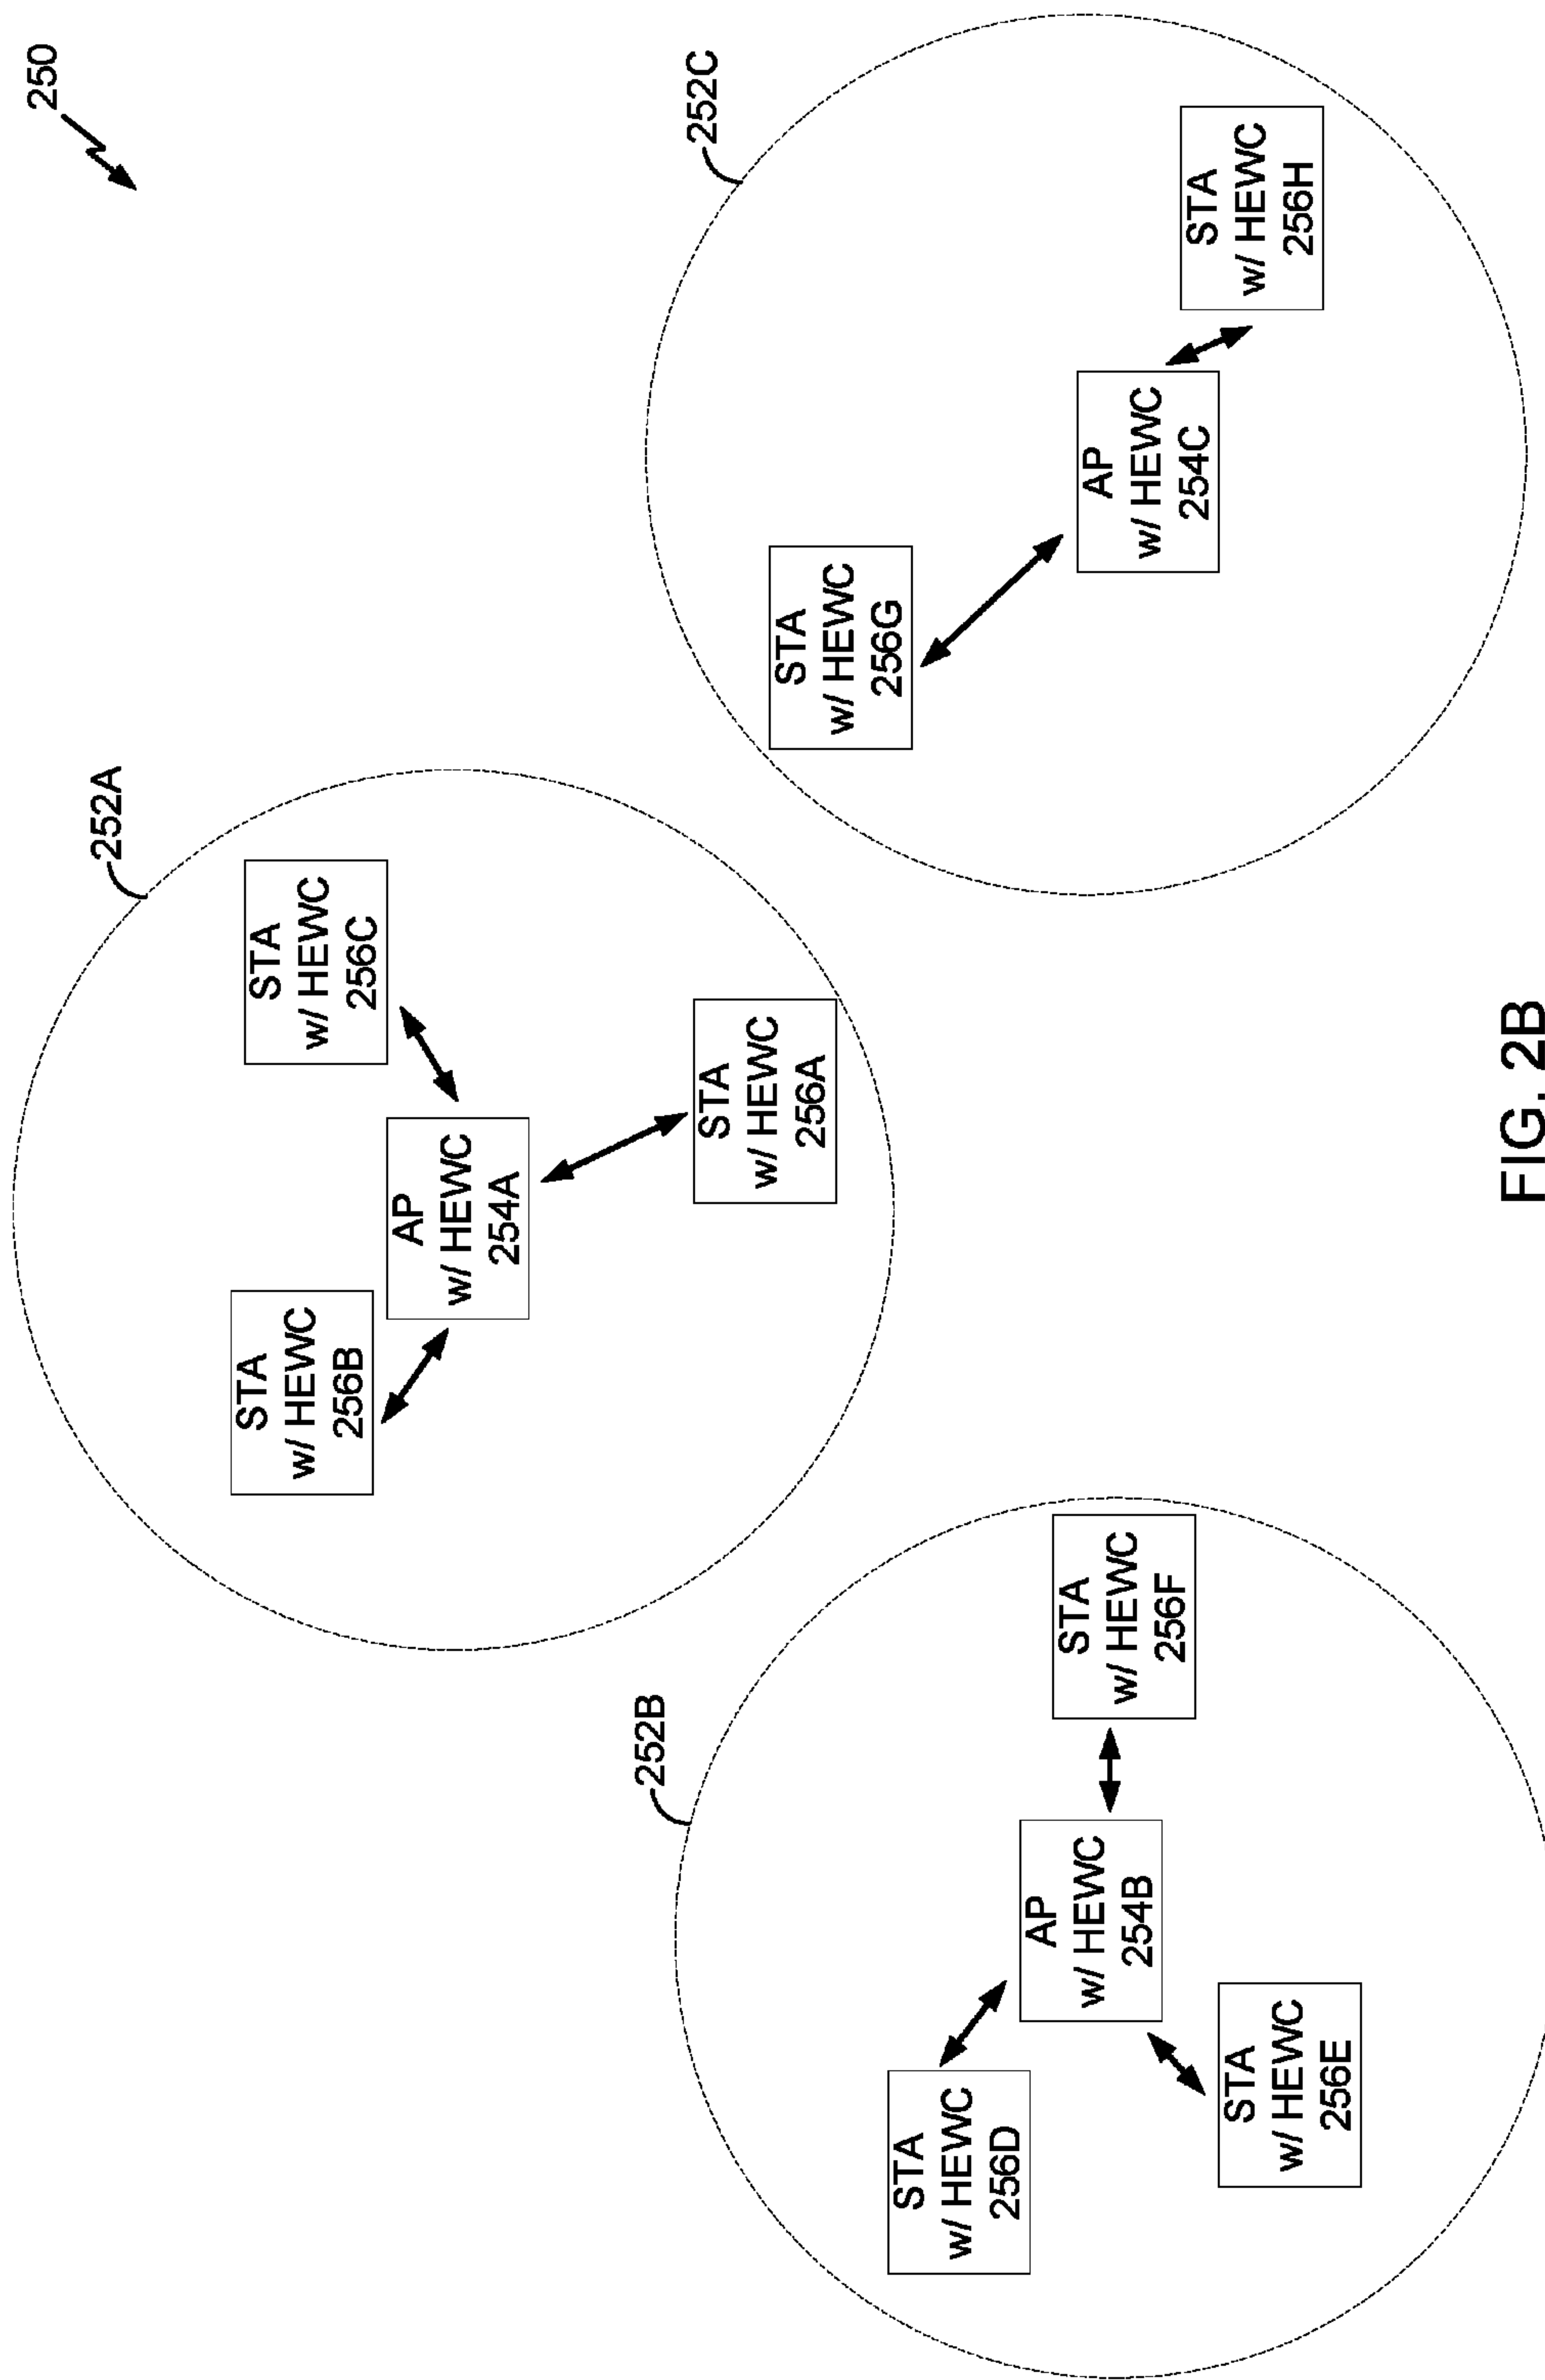 250
252A
STA
w/ HEWC
256B
STA
w/ HEWC
256C
AP
w/ HEWC
254A
STA
w/ HEWC
256A
252B
STA
w/ HEWC
256D
AP
w/ HEWC
254B
STA
w/ HEWC
256F
STA
w/ HEWC
256E
252C
STA
w/ HEWC
256G
AP
w/ HEWC
254C
STA
w/ HEWC
256H
FIG. 2B